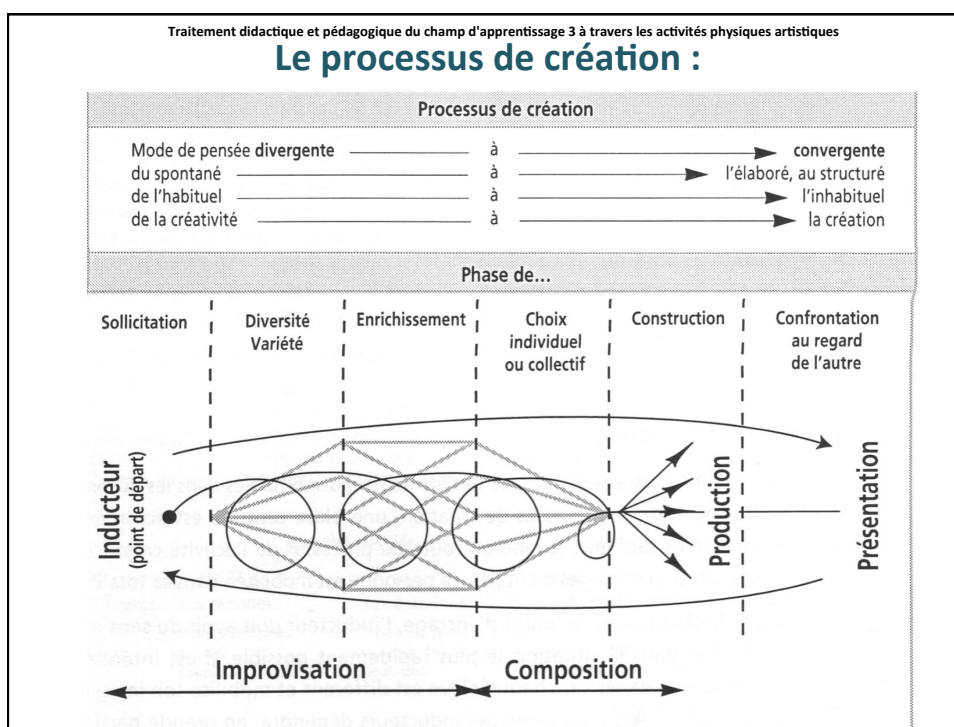 Traitement didactique et pédagogique du champ d'apprentissage 3 à travers les activités physiques artistiques
Le processus de création :
Processus de création
Mode de pensée divergente à convergente
du spontané à l'élaboré, au structuré
de l'habituel à l'inhabituel
de la créativité à la création
Phase de...
Sollicitation
Diversité
Variété
Enrichissement
Choix
individuel
ou collectif
Construction
Confrontation
au regard
de l'autre
Inducteur
(point de départ)
Production
Présentation
Improvisation
Composition